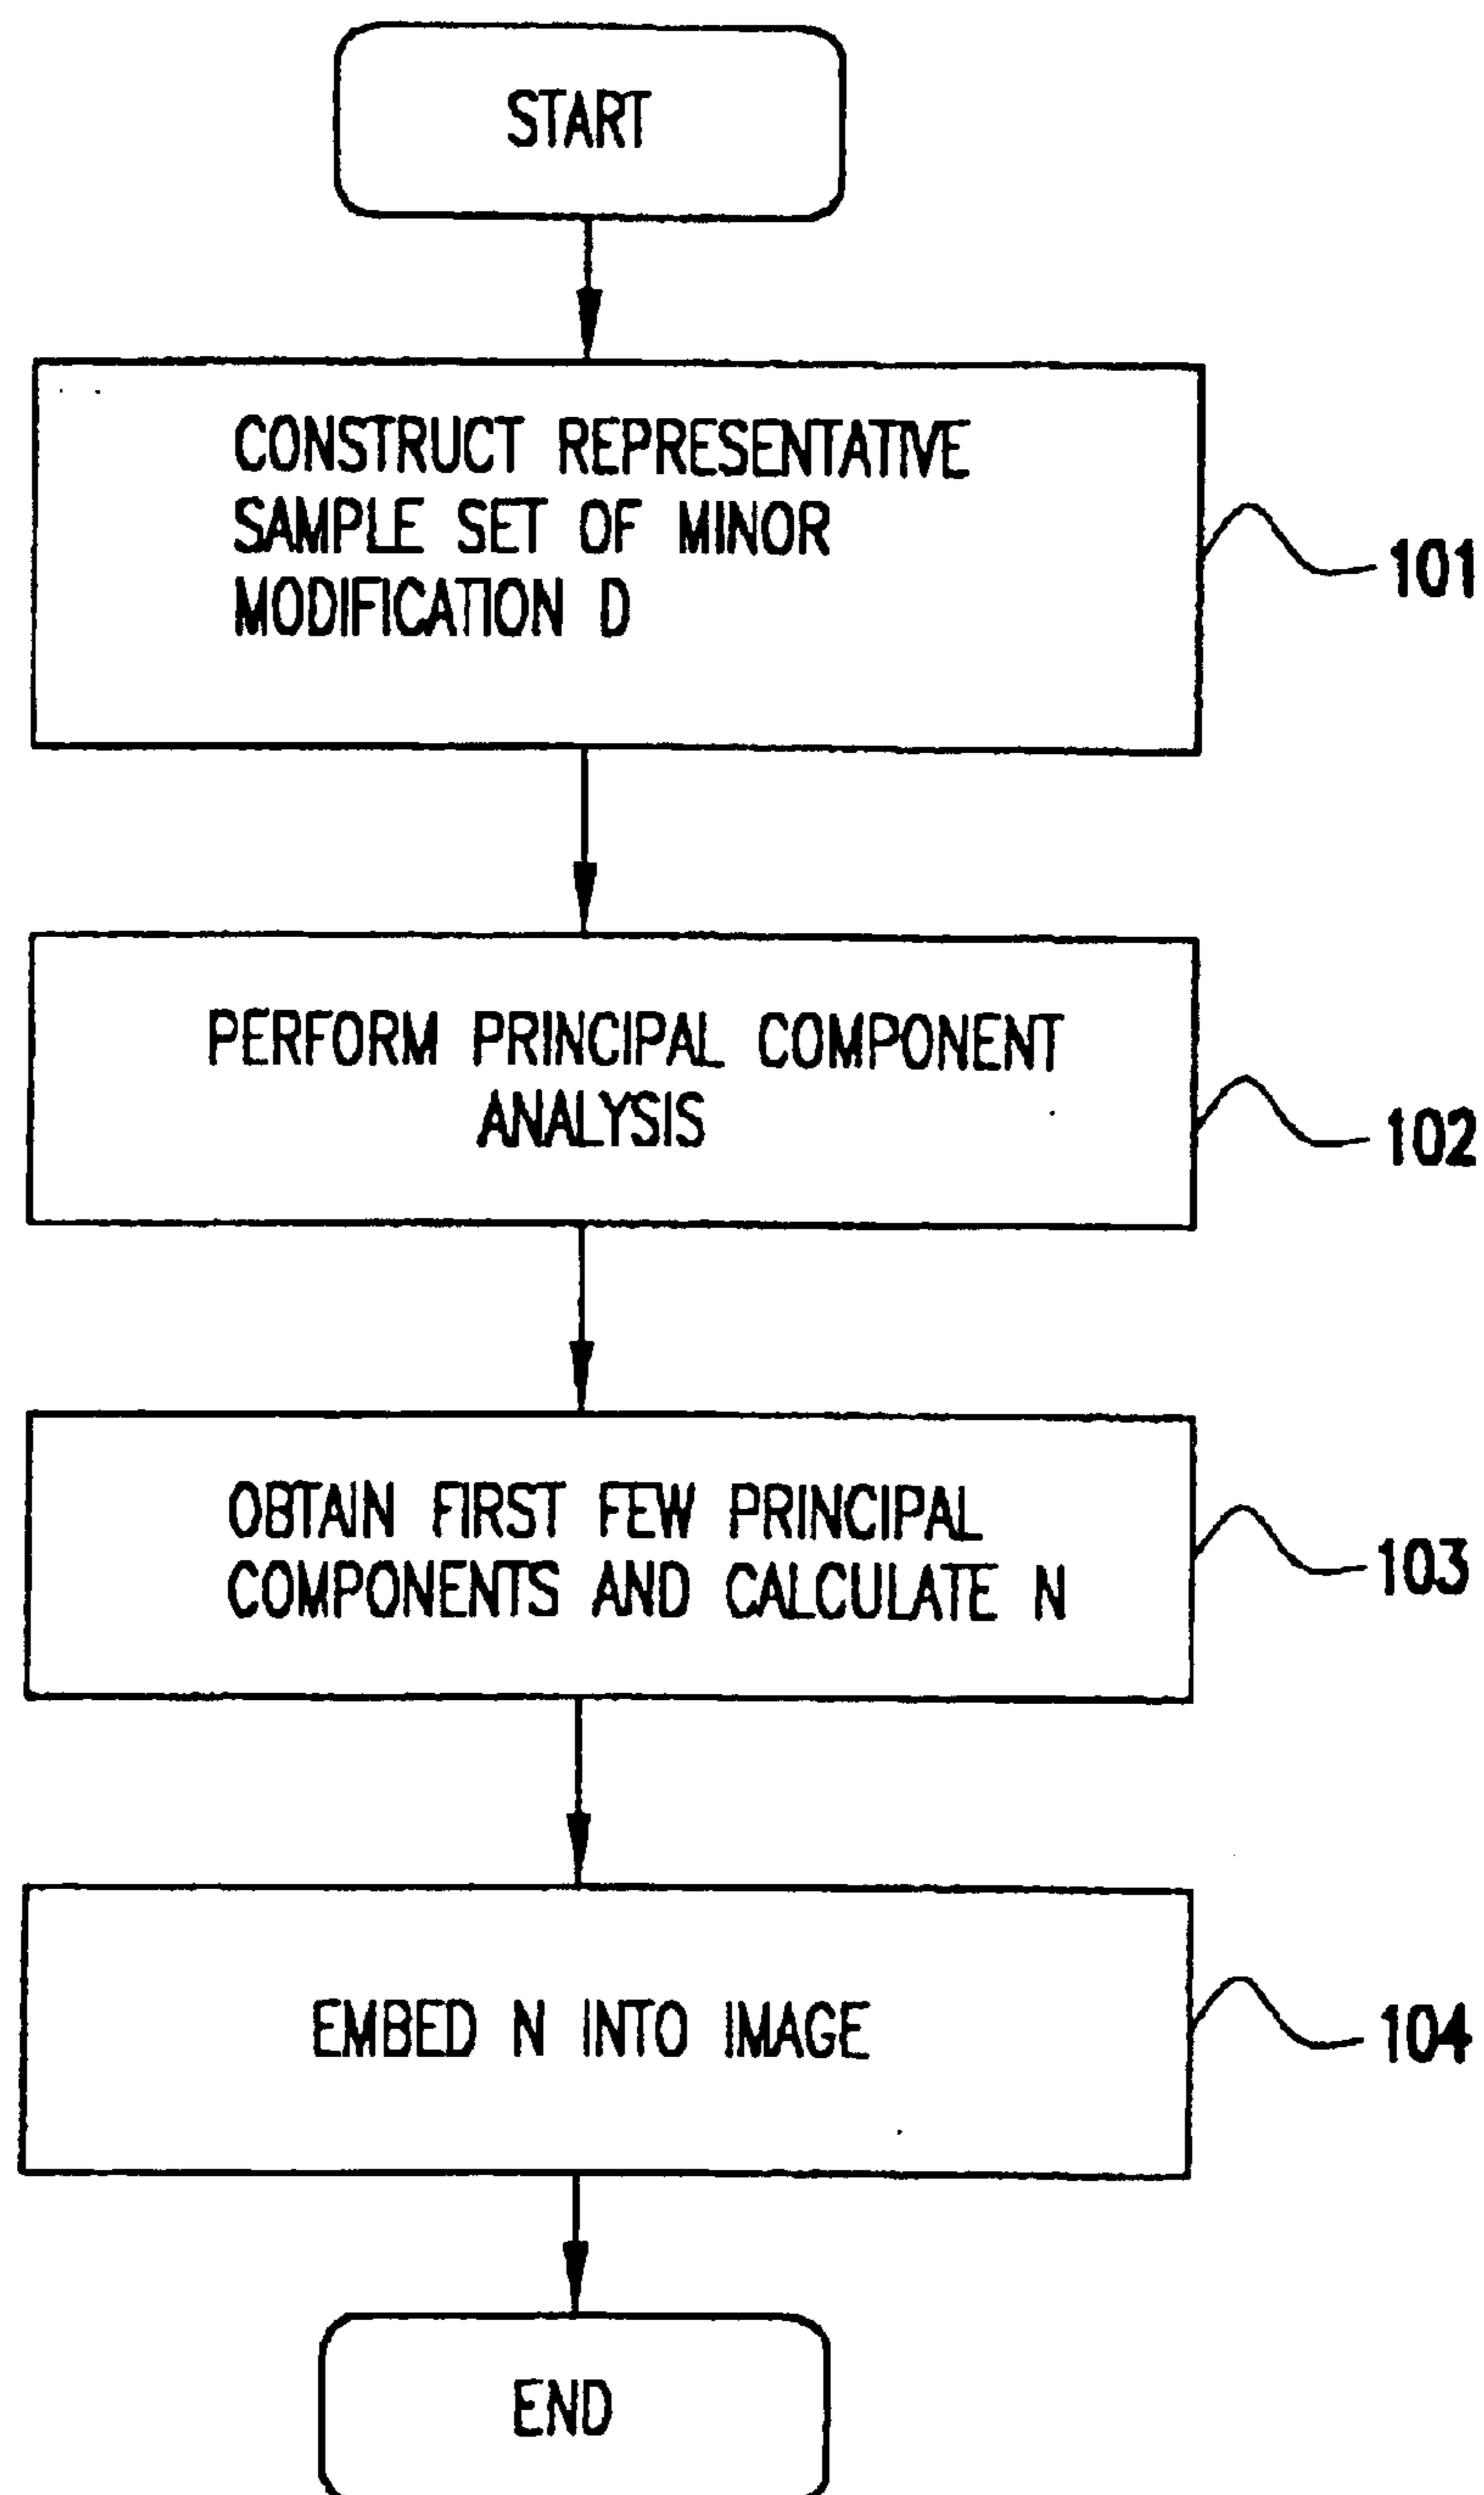 START
CONSTRUCT REPRESENTATIVE
SAMPLE SET OF MINOR
MODIFICATION D
101
PERFORM PRINCIPAL COMPONENT
ANALYSIS
102
OBTAIN FIRST FEW PRINCIPAL
COMPONENTS AND CALCULATE N
103
EMBED N INTO IMAGE
104
END